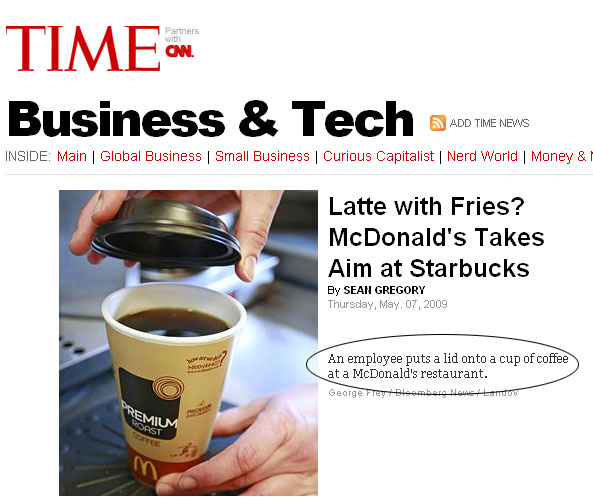 TIME
Partners
with
CNN.
Business & Tech
ADD TIME NEWS
INSIDE: Main | Global Business | Small Business | Curious Capitalist | Nerd World | Money &
Latte with Fries?
McDonald's Takes
Aim at Starbucks
By SEAN GREGORY
Thursday, May. 07, 2009
An employee puts a lid onto a cup of coffee
at a McDonald's restaurant.
George Frey / Bloomberg News / Landov
PREMIUM
ROAST
COFFEE